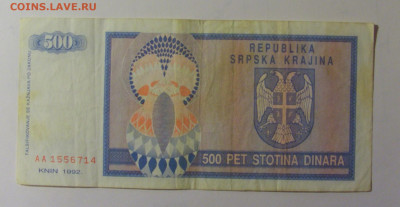 COINS.LAVE.RU
500
REPUBLIKA
SRPSKA KRAJINA
AA 1556714
KNIN 1992.
500 PET STOTINA DINARA